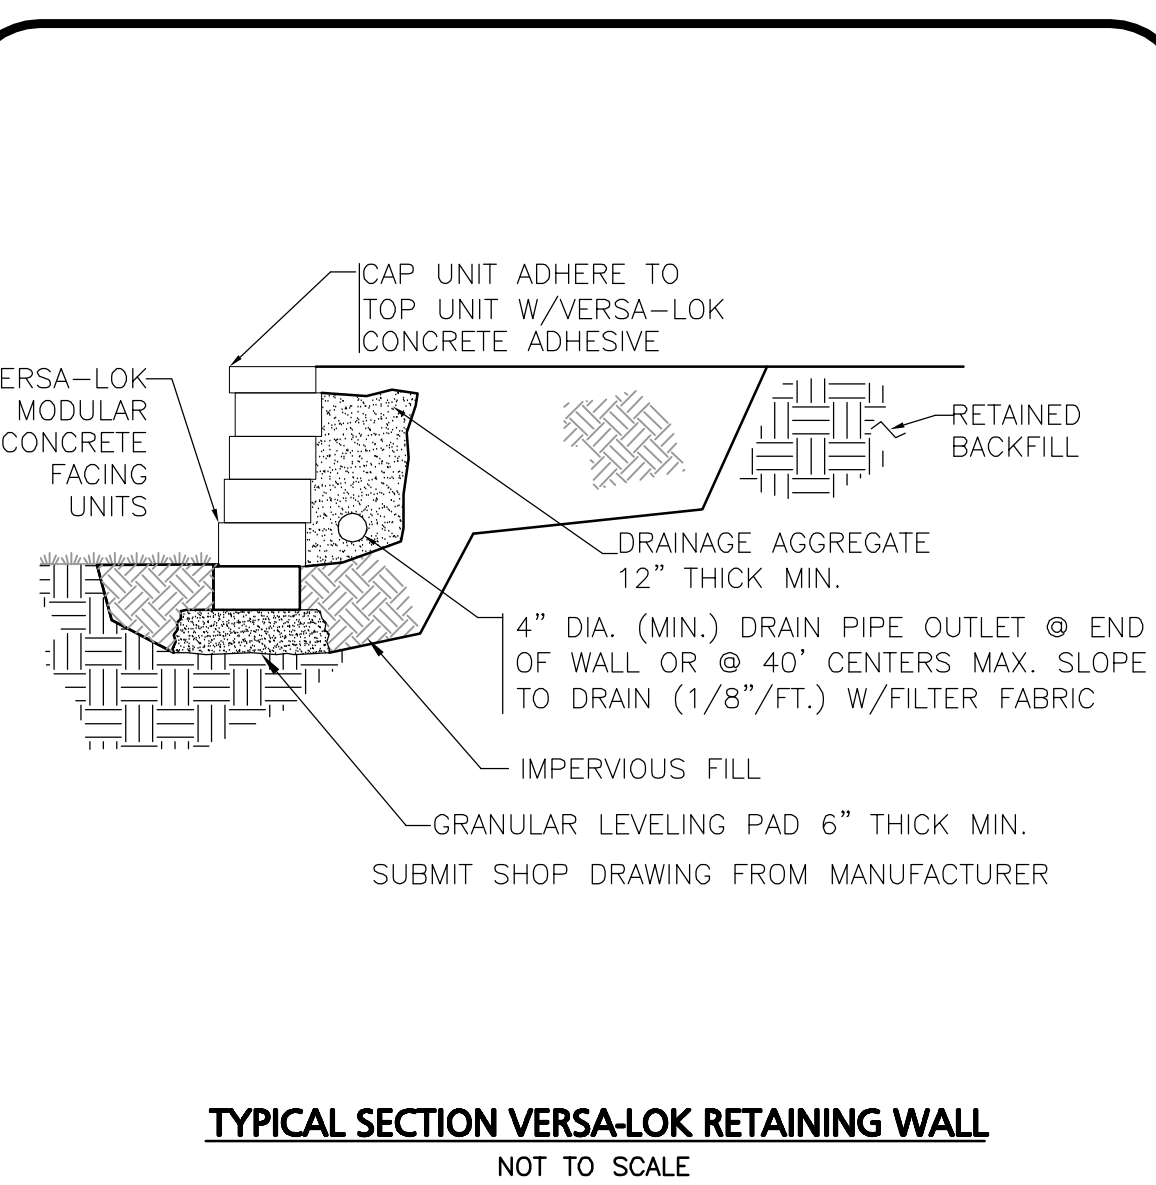 CAP UNIT ADHERE TO
TOP UNIT W/VERSA-LOK
CONCRETE ADHESIVE
ERSA-LOK
MODULAR
CONCRETE
FACING
UNITS
RETAINED
BACKFILL
DRAINAGE AGGREGATE
12" THICK MIN.
4" DIA. (MIN.) DRAIN PIPE OUTLET @ END
OF WALL OR @ 40' CENTERS MAX. SLOPE
TO DRAIN (1/8"/FT.) W/FILTER FABRIC
IMPERVIOUS FILL
GRANULAR LEVELING PAD 6" THICK MIN.
SUBMIT SHOP DRAWING FROM MANUFACTURER
TYPICAL SECTION VERSA-LOK RETAINING WALL
NOT TO SCALE